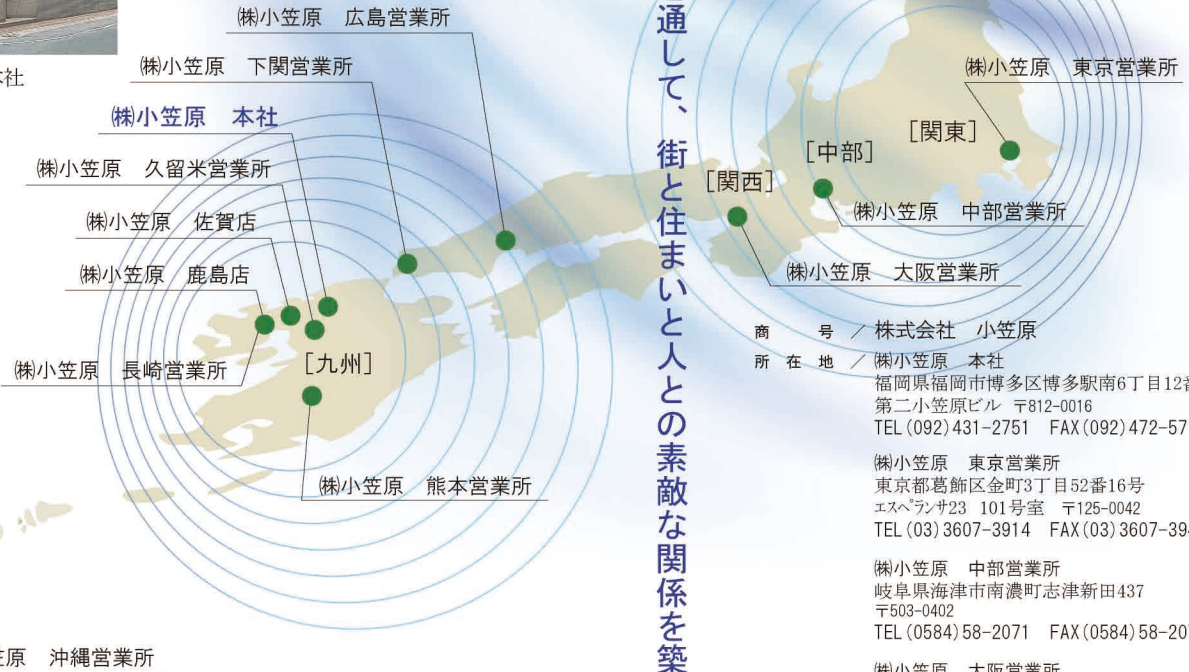 本社
㈱小笠原　広島営業所
㈱小笠原　下関営業所
㈱小笠原　本社
㈱小笠原　久留米営業所
㈱小笠原　佐賀店
㈱小笠原　鹿島店
㈱小笠原　長崎営業所
[九州]
㈱小笠原　熊本営業所
笠原　沖縄営業所
通して、街と住まいと人との素敵な関係を築
㈱小笠原　東京営業所
[関東]
[中部]
[関西]
㈱小笠原　中部営業所
㈱小笠原　大阪営業所
商　号 / 株式会社　小笠原
所在地 / ㈱小笠原　本社
福岡県福岡市博多区博多駅南6丁目12
第二小笠原ビル 〒812-0016
TEL(092)431-2751　FAX(092)472-57
㈱小笠原　東京営業所
東京都葛飾区金町3丁目52番16号
エスペランサ23 101号室　〒125-0042
TEL(03)3607-3914　FAX(03)3607-39
㈱小笠原　中部営業所
岐阜県海津市南濃町志津新田437
〒503-0402
TEL(0584)58-2071　FAX(0584)58-20
㈱小笠原　大阪営業所